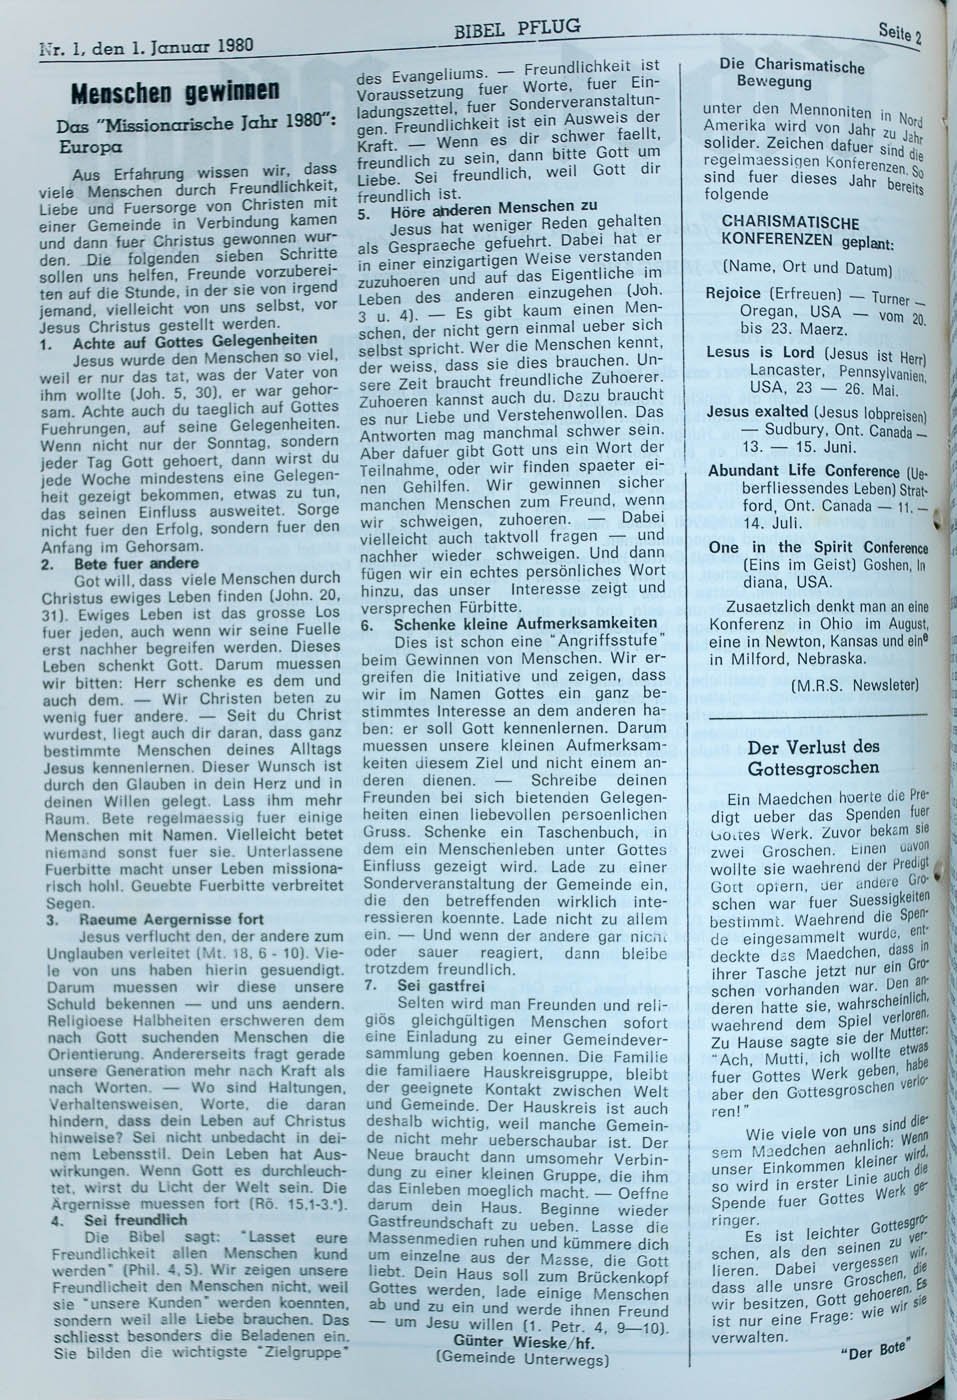 Nr. 1, den 1. Januar 1980
BIBEL PFLUG
Seite 2
Menschen gewinnen
Das "Missionarische Jahr 1980":
Europa
Aus Erfahrung wissen wir, dass
viele Menschen durch Freundlichkeit,
Liebe und Fuersorge von Christen mit
einer Gemeinde in Verbindung kamen
und dann fuer Christus gewonnen wur-
den. Die folgenden sieben Schritte
sollen uns helfen, Freunde vorzuberei-
ten auf die Stunde, in der sie von irgend
jemand, vielleicht von uns selbst, vor
Jesus Christus gestellt werden.
1. Achte auf Gottes Gelegenheiten
Jesus wurde den Menschen so viel,
weil er nur das tat, was der Vater von
ihm wollte (Joh. 5, 30), er war gehor-
sam. Achte auch du taeglich auf Gottes
Fuehrungen, auf seine Gelegenheiten.
Wenn nicht nur der Sonntag, sondern
jeder Tag Gott gehoert, dann wirst du
jede Woche mindestens eine Gelegen-
heit gezeigt bekommen, etwas zu tun,
das seinen Einfluss ausweitet. Sorge
nicht fuer den Erfolg, sondern fuer den
Anfang im Gehorsam.
2. Bete fuer andere
Got will, dass viele Menschen durch
Christus ewiges Leben finden (John. 20,
31). Ewiges Leben ist das grosse Los
fuer jeden, auch wenn wir seine Fuelle
erst nachher begreifen werden. Dieses
Leben schenkt Gott. Darum muessen
wir bitten: Herr schenke es dem und
auch dem. — Wir Christen beten zu
wenig fuer andere. — Seit du Christ
wurdest, liegt auch dir daran, dass ganz
bestimmte Menschen deines Alltags
Jesus kennenlernen. Dieser Wunsch ist
durch den Glauben in dein Herz und in
deinen Willen gelegt. Lass ihm mehr
Raum. Bete regelmaessig fuer einige
Menschen mit Namen. Vielleicht betet
niemand sonst fuer sie. Unterlassene
Fuerbitte macht unser Leben missiona-
risch hohl. Geuebte Fuerbitte verbreitet
Segen.
3. Raeume Aergernisse fort
Jesus verflucht den, der andere zum
Unglauben verleitet (Mt. 18, 6 - 10). Vie-
le von uns haben hierin gesuendigt.
Darum muessen wir diese unsere
Schuld bekennen — und uns aendern.
Religioese Halbheiten erschweren dem
nach Gott suchenden Menschen die
Orientierung. Andererseits fragt gerade
unsere Generation mehr nach Kraft als
nach Worten. — Wo sind Haltungen,
Verhaltensweisen, Worte, die daran
hindern, dass dein Leben auf Christus
hinweise? Sei nicht unbedacht in dei-
nem Lebensstil. Dein Leben hat Aus-
wirkungen. Wenn Gott es durchleuch-
tet, wirst du Licht der Welt sein. Die
Ärgernisse muessen fort (Rö. 15,1-3.*).
4. Sei freundlich
Die Bibel sagt: "Lasset eure
Freundlichkeit allen Menschen kund
werden" (Phil. 4, 5). Wir zeigen unsere
Freundlicheit den Menschen nicht, weil
sie "unsere Kunden" werden koennten,
sondern weil alle Liebe brauchen. Das
schliesst besonders die Beladenen ein.
Sie bilden die wichtigste "Zielgruppe"
des Evangeliums. — Freundlichkeit ist
Voraussetzung fuer Worte, fuer Ein-
ladungszettel, fuer Sonderveranstaltun-
gen. Freundlichkeit ist ein Ausweis der
Kraft. — Wenn es dir schwer faellt,
freundlich zu sein, dann bitte Gott um
Liebe. Sei freundlich, weil Gott dir
freundlich ist.
5. Höre anderen Menschen zu
Jesus hat weniger Reden gehalten
als Gespraeche gefuehrt. Dabei hat er
in einer einzigartigen Weise verstanden
zuzuhoeren und auf das Eigentliche im
Leben des anderen einzugehen (Joh.
3 u. 4). — Es gibt kaum einen Men-
schen, der nicht gern einmal ueber sich
selbst spricht. Wer die Menschen kennt,
der weiss, dass sie dies brauchen. Un-
sere Zeit braucht freundliche Zuhoerer.
Zuhoeren kannst auch du. Dazu braucht
es nur Liebe und Verstehenwollen. Das
Antworten mag manchmal schwer sein.
Aber dafuer gibt Gott uns ein Wort der
Teilnahme, oder wir finden spaeter ei-
nen Gehilfen. Wir gewinnen sicher
manchen Menschen zum Freund, wenn
wir schweigen, zuhoeren. — Dabei
vielleicht auch taktvoll fragen — und
nachher wieder schweigen. Und dann
fügen wir ein echtes persönliches Wort
hinzu, das unser Interesse zeigt und
versprechen Fürbitte.
6. Schenke kleine Aufmerksamkeiten
Dies ist schon eine "Angriffsstufe"
beim Gewinnen von Menschen. Wir er-
greifen die Initiative und zeigen, dass
wir im Namen Gottes ein ganz be-
stimmtes Interesse an dem anderen ha-
ben: er soll Gott kennenlernen. Darum
muessen unsere kleinen Aufmerksam-
keiten diesem Ziel und nicht einem an-
deren dienen. — Schreibe deinen
Freunden bei sich bietenden Gelegen-
heiten einen liebevollen persoenlichen
Gruss. Schenke ein Taschenbuch, in
dem ein Menschenleben unter Gottes
Einfluss gezeigt wird. Lade zu einer
Sonderveranstaltung der Gemeinde ein,
die den betreffenden wirklich inte-
ressieren koennte. Lade nicht zu allem
ein. — Und wenn der andere gar nicht
oder sauer reagiert, dann bleibe
trotzdem freundlich.
7. Sei gastfrei
Selten wird man Freunden und reli-
giös gleichgültigen Menschen sofort
eine Einladung zu einer Gemeindever-
sammlung geben koennen. Die Familie
die familiaere Hauskreisgruppe, bleibt
der geeignete Kontakt zwischen Welt
und Gemeinde. Der Hauskreis ist auch
deshalb wichtig, weil manche Gemein-
de nicht mehr ueberschaubar ist. Der
Neue braucht dann umsomehr Verbin-
dung zu einer kleinen Gruppe, die ihm
das Einleben moeglich macht. — Oeffne
darum dein Haus. Beginne wieder
Gastfreundschaft zu ueben. Lasse die
Massenmedien ruhen und kümmere dich
um einzelne aus der Masse, die Gott
liebt. Dein Haus soll zum Brückenkopf
Gottes werden, lade einige Menschen
ab und zu ein und werde ihnen Freund
— um Jesu willen (1. Petr. 4, 9—10).
Günter Wieske/hf.
(Gemeinde Unterwegs)
Die Charismatische
Bewegung
unter den Mennoniten in Nord
Amerika wird von Jahr zu Jahr
solider. Zeichen dafuer sind die
regelmaessigen Konferenzen. So
sind fuer dieses Jahr bereits
folgende
CHARISMATISCHE
KONFERENZEN geplant:
(Name, Ort und Datum)
Rejoice (Erfreuen) — Turner —
Oregan, USA — vom 20.
bis 23. Maerz.
Lesus is Lord (Jesus ist Herr)
Lancaster, Pennsylvanien,
USA, 23 — 26. Mai.
Jesus exalted (Jesus lobpreisen)
— Sudbury, Ont. Canada —
13. — 15. Juni.
Abundant Life Conference (Ue-
berfliessendes Leben) Strat-
ford, Ont. Canada — 11. —
14. Juli.
One in the Spirit Conference
(Eins im Geist) Goshen, In
diana, USA.
Zusaetzlich denkt man an eine
Konferenz in Ohio im August,
eine in Newton, Kansas und eine
in Milford, Nebraska.
(M.R.S. Newsleter)
Der Verlust des
Gottesgroschen
Ein Maedchen hoerte die Pre-
digt ueber das Spenden fuer
Gottes Werk. Zuvor bekam sie
zwei Groschen. Einen davon
wollte sie waehrend der Predigt
Gott opfern, der andere Gro-
schen war fuer Suessigkeiten
bestimmt. Waehrend die Spen-
de eingesammelt wurde, ent-
deckte das Maedchen, dass in
ihrer Tasche jetzt nur ein Gro-
schen vorhanden war. Den an-
deren hatte sie, wahrscheinlich,
waehrend dem Spiel verloren.
Zu Hause sagte sie der Mutter:
"Ach, Mutti, ich wollte etwas
fuer Gottes Werk geben, habe
aber den Gottesgroschen verlo-
ren!"
Wie viele von uns sind die-
sem Maedchen aehnlich: Wenn
unser Einkommen kleiner wird,
so wird in erster Linie auch die
Spende fuer Gottes Werk ge-
ringer.
Es ist leichter Gottesgro-
schen, als den seinen zu ver-
lieren. Dabei vergessen wir,
dass alle unsre Groschen, die
wir besitzen, Gott gehoeren. Es
ist nur eine Frage: wie wir sie
verwalten.
"Der Bote"